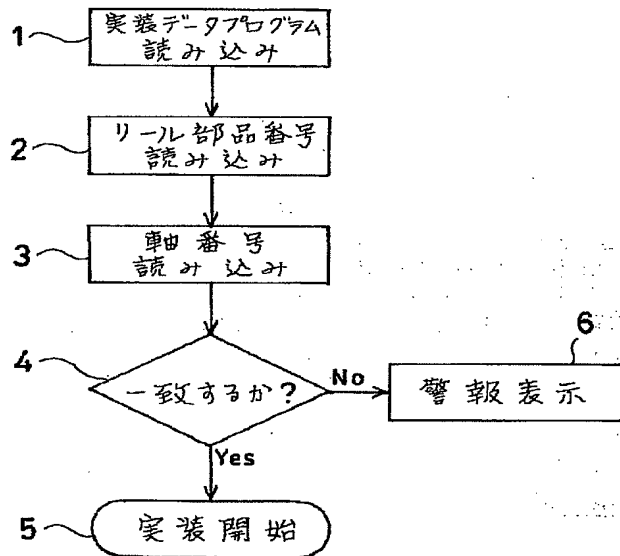 1
実装データプログラム
読み込み
2
リール部品番号
読み込み
3
軸番号
読み込み
4
一致するか?
No
6
警報表示
Yes
5
実装開始